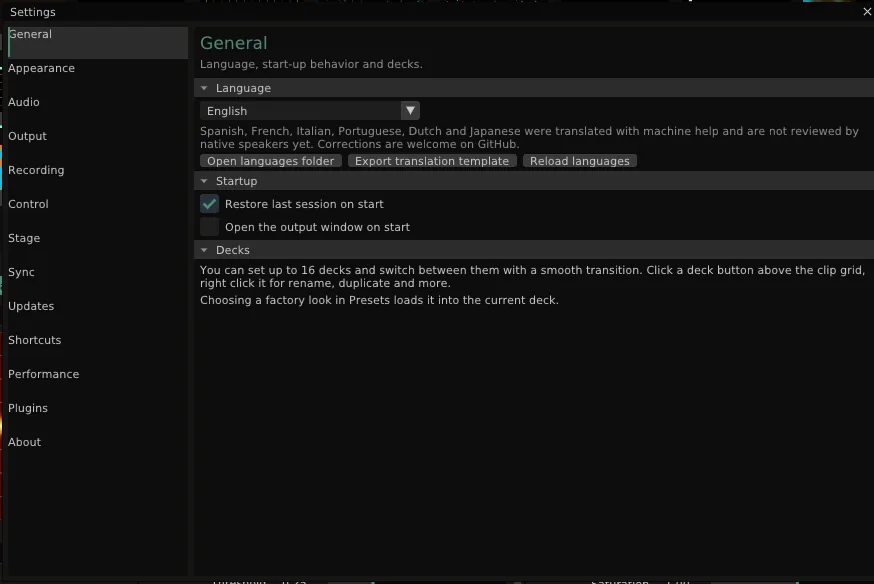 Settings
General
Appearance
Audio
Output
Recording
Control
Stage
Sync
Updates
Shortcuts
Performance
Plugins
About
General
Language, start-up behavior and decks.
Language
English
Spanish, French, Italian, Portuguese, Dutch and Japanese were translated with machine help and are not reviewed by
native speakers yet. Corrections are welcome on GitHub.
Open languages folder Export translation template Reload languages
Startup
Restore last session on start
Open the output window on start
Decks
You can set up to 16 decks and switch between them with a smooth transition. Click a deck button above the clip grid,
right click it for rename, duplicate and more.
Choosing a factory look in Presets loads it into the current deck.